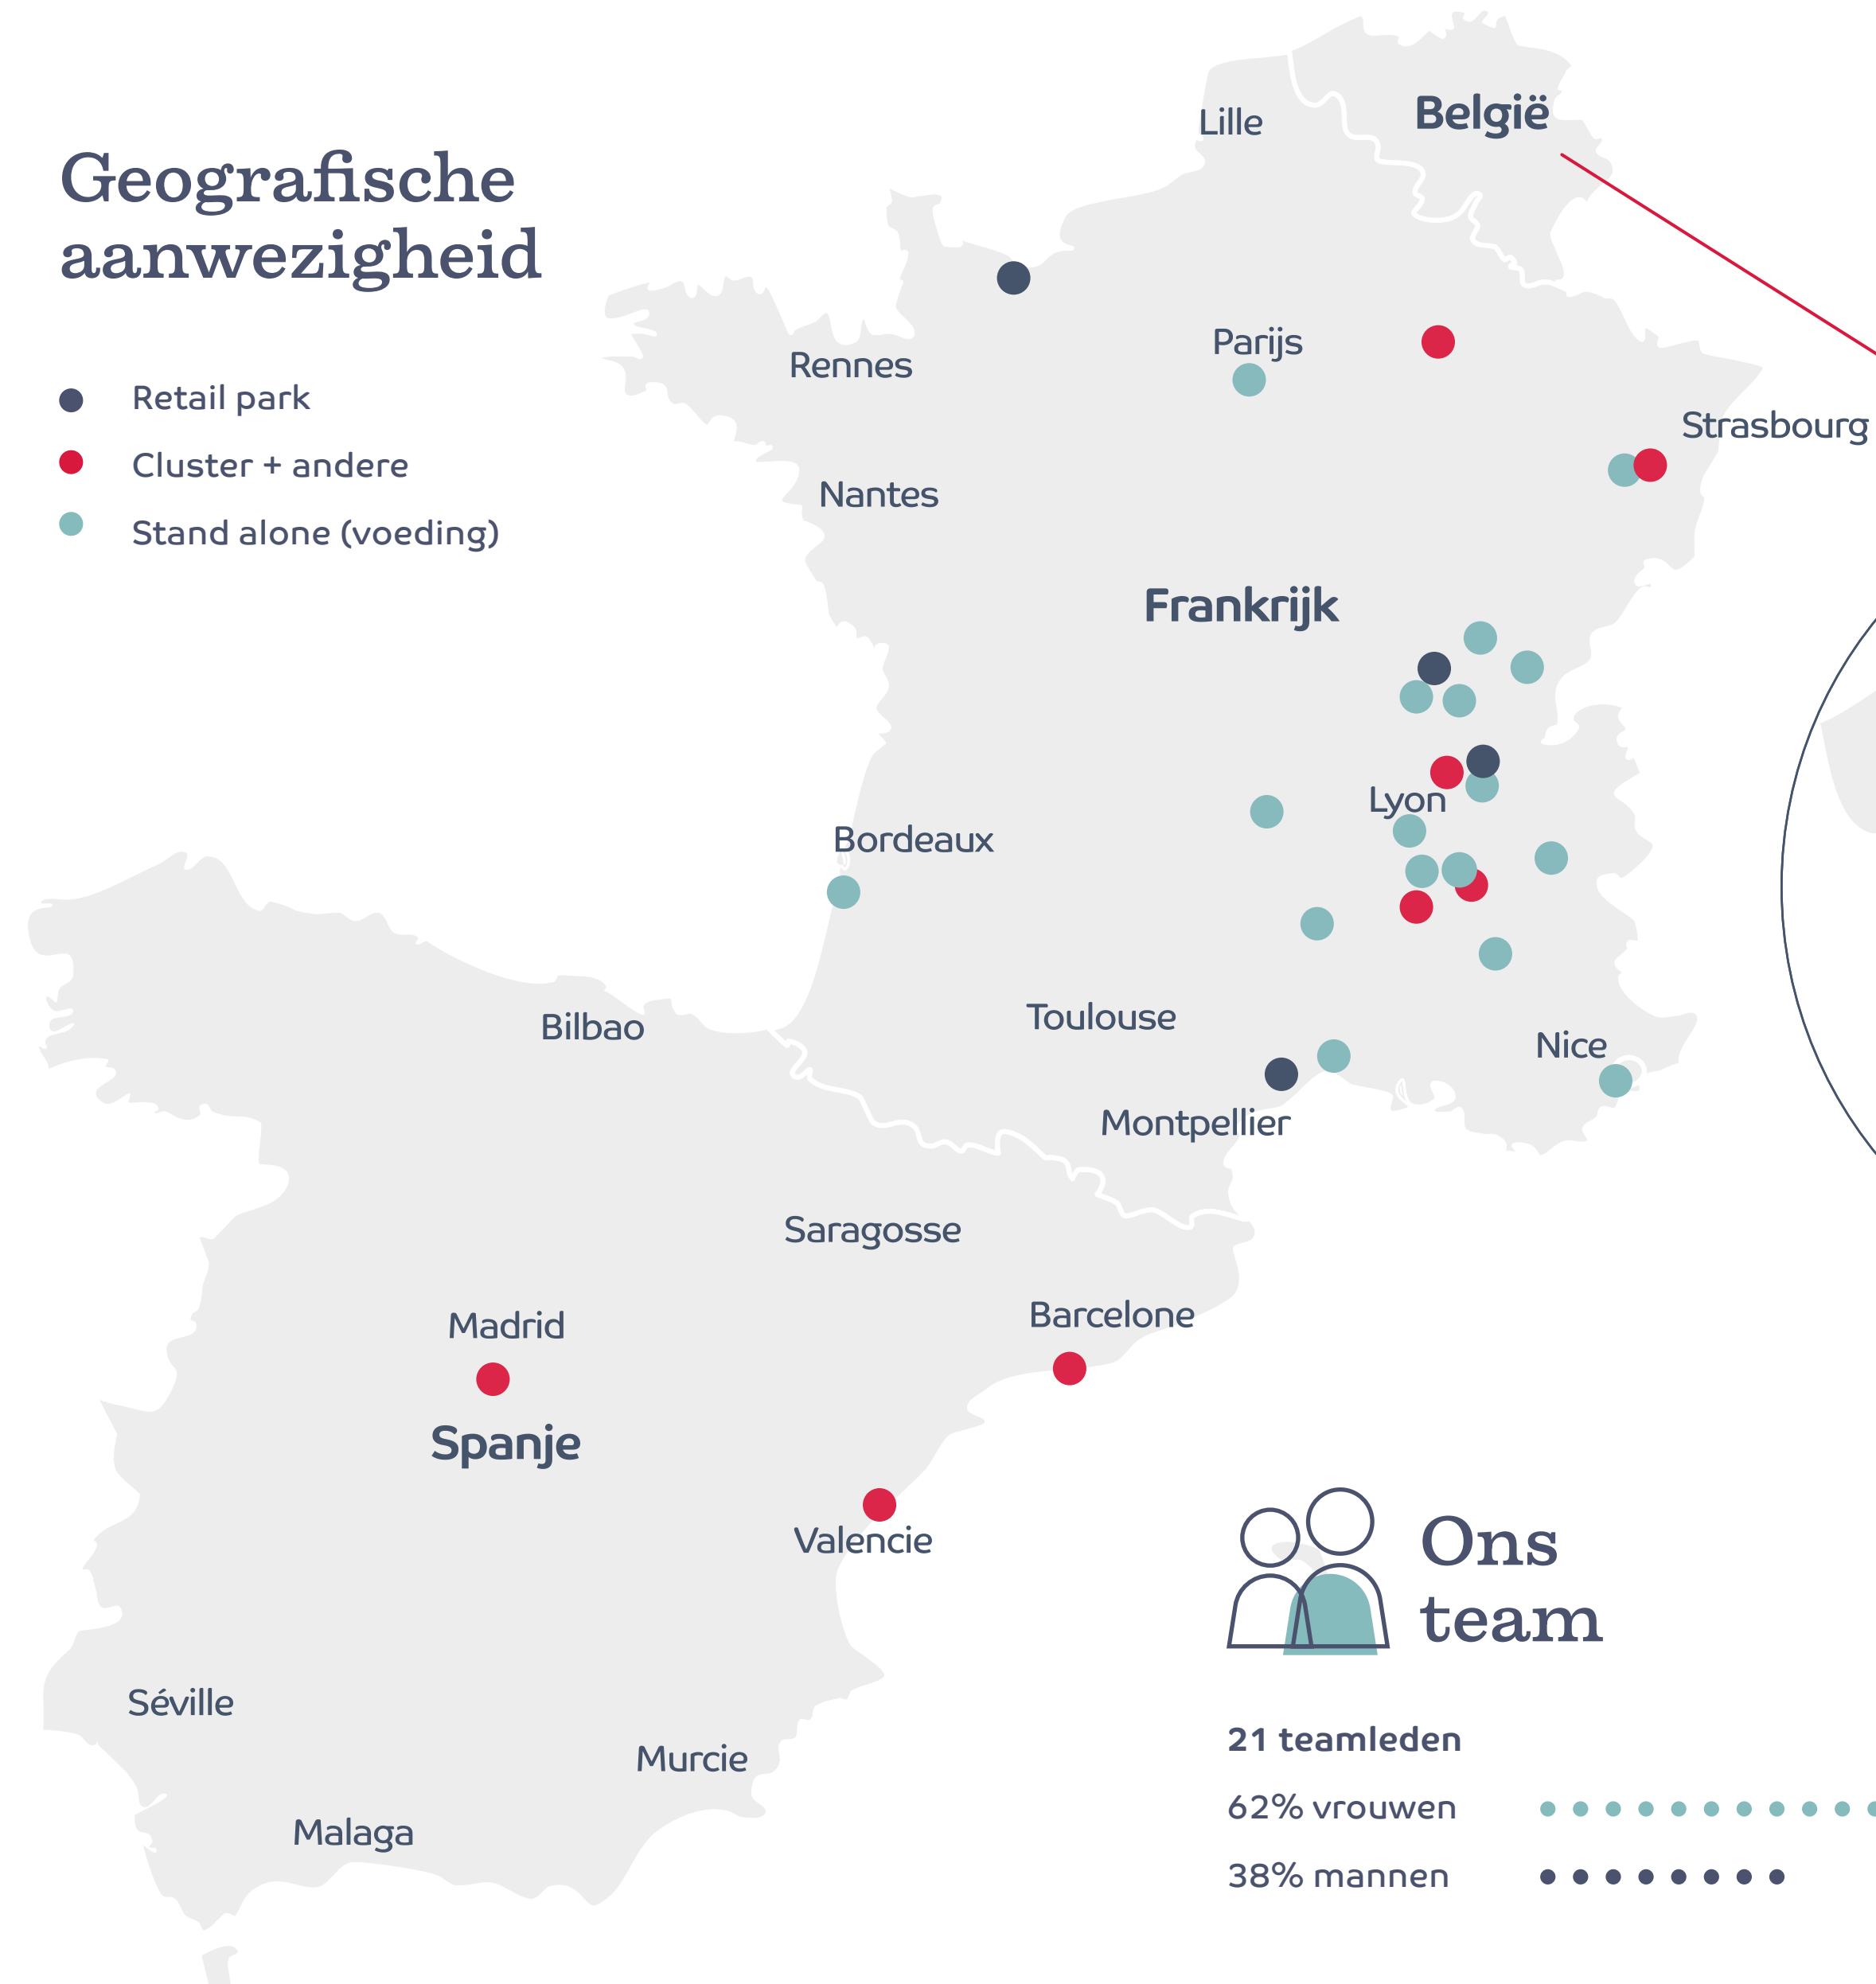 Geografische
aanwezigheid
Retail park
Cluster + andere
Stand alone (voeding)
België
Lille
Parijs
Rennes
Strasbourg
Nantes
Frankrijk
Lyon
Bordeaux
Toulouse
Bilbao
Nice
Montpellier
Saragosse
Barcelone
Madrid
Spanje
Valencie
Séville
Murcie
Malaga
Ons
team
21 teamleden
62% vrouwen
38% mannen